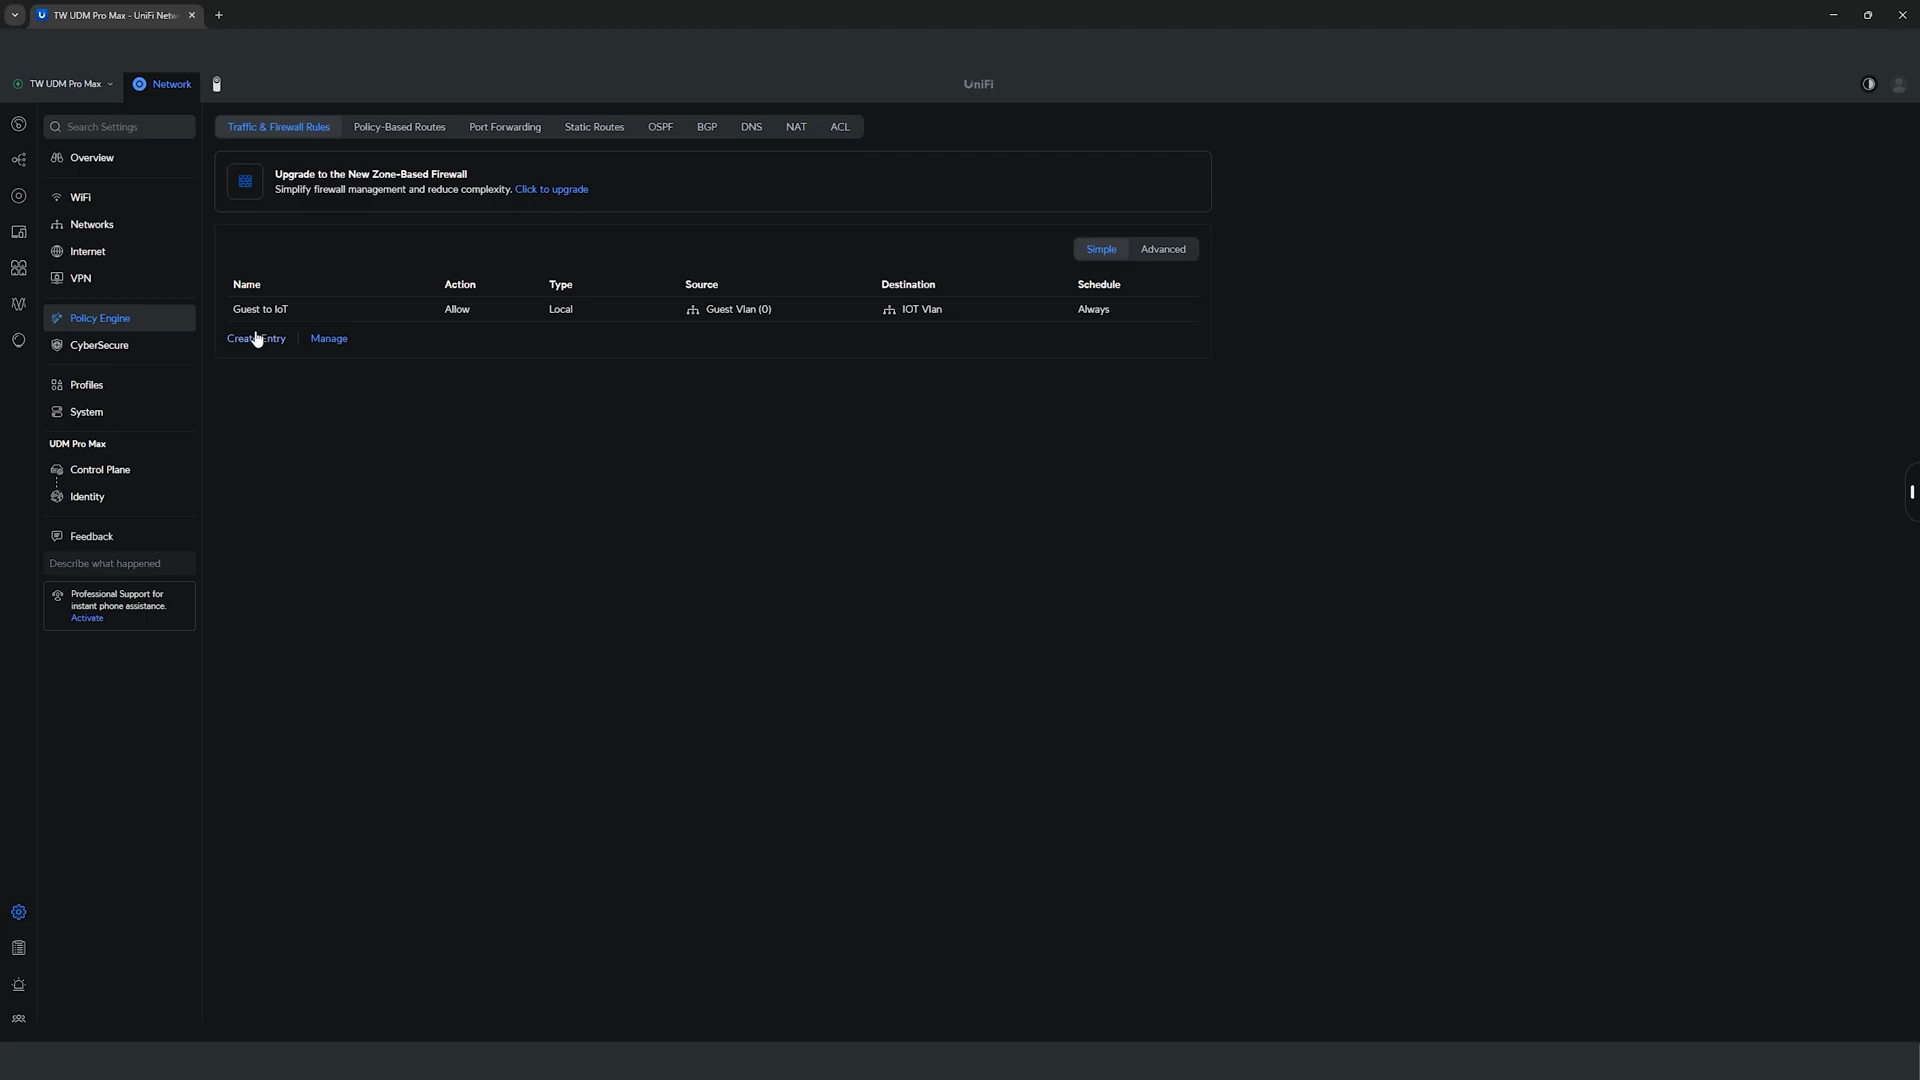 TW UDM Pro Max - UniFi Netw
TW UDM Pro Max
Network
UniFi
Search Settings
Overview
WiFi
Networks
Internet
VPN
Policy Engine
CyberSecure
Profiles
System
UDM Pro Max
Control Plane
Identity
Feedback
Describe what happened
Professional Support for
instant phone assistance.
Activate
Traffic & Firewall Rules Policy-Based Routes Port Forwarding Static Routes OSPF BGP DNS NAT ACL
Upgrade to the New Zone-Based Firewall
Simplify firewall management and reduce complexity. Click to upgrade
Simple Advanced
Name Action Type Source Destination Schedule
Guest to IoT Allow Local Guest Vlan (0) IOT Vlan Always
Create Entry Manage